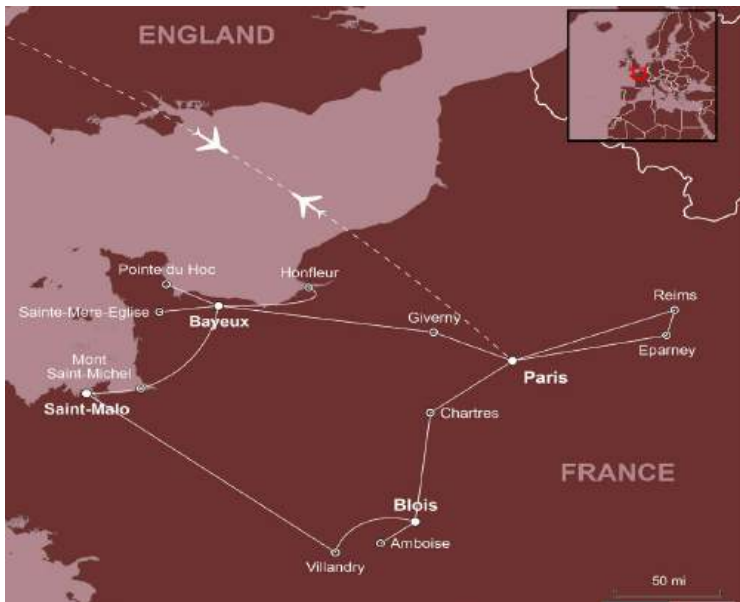 ENGLAND
Pointe du Hoc
Honfleur
Sainte-Mere-Eglise
Bayeux
Giverny
Reims
Eparney
Mont
Saint-Michel
Paris
Saint-Malo
Chartres
FRANCE
Blois
Amboise
Villandry
50 mi